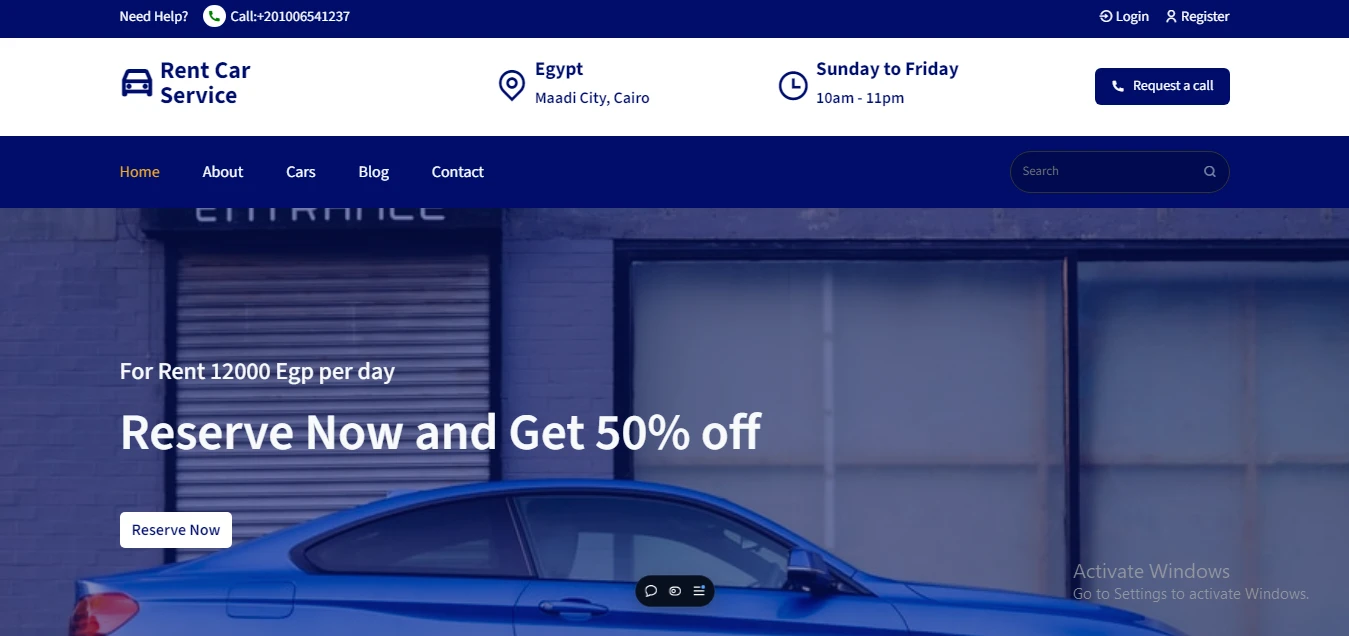 Need Help? Call:+201006541237 Login Register
Rent Car
Service
Egypt
Maadi City, Cairo
Sunday to Friday
10am - 11pm
Request a call
Home About Cars Blog Contact Search
ENTRANCE
For Rent 12000 Egp per day
Reserve Now and Get 50% off
Reserve Now
Activate Windows
Go to Settings to activate Windows.